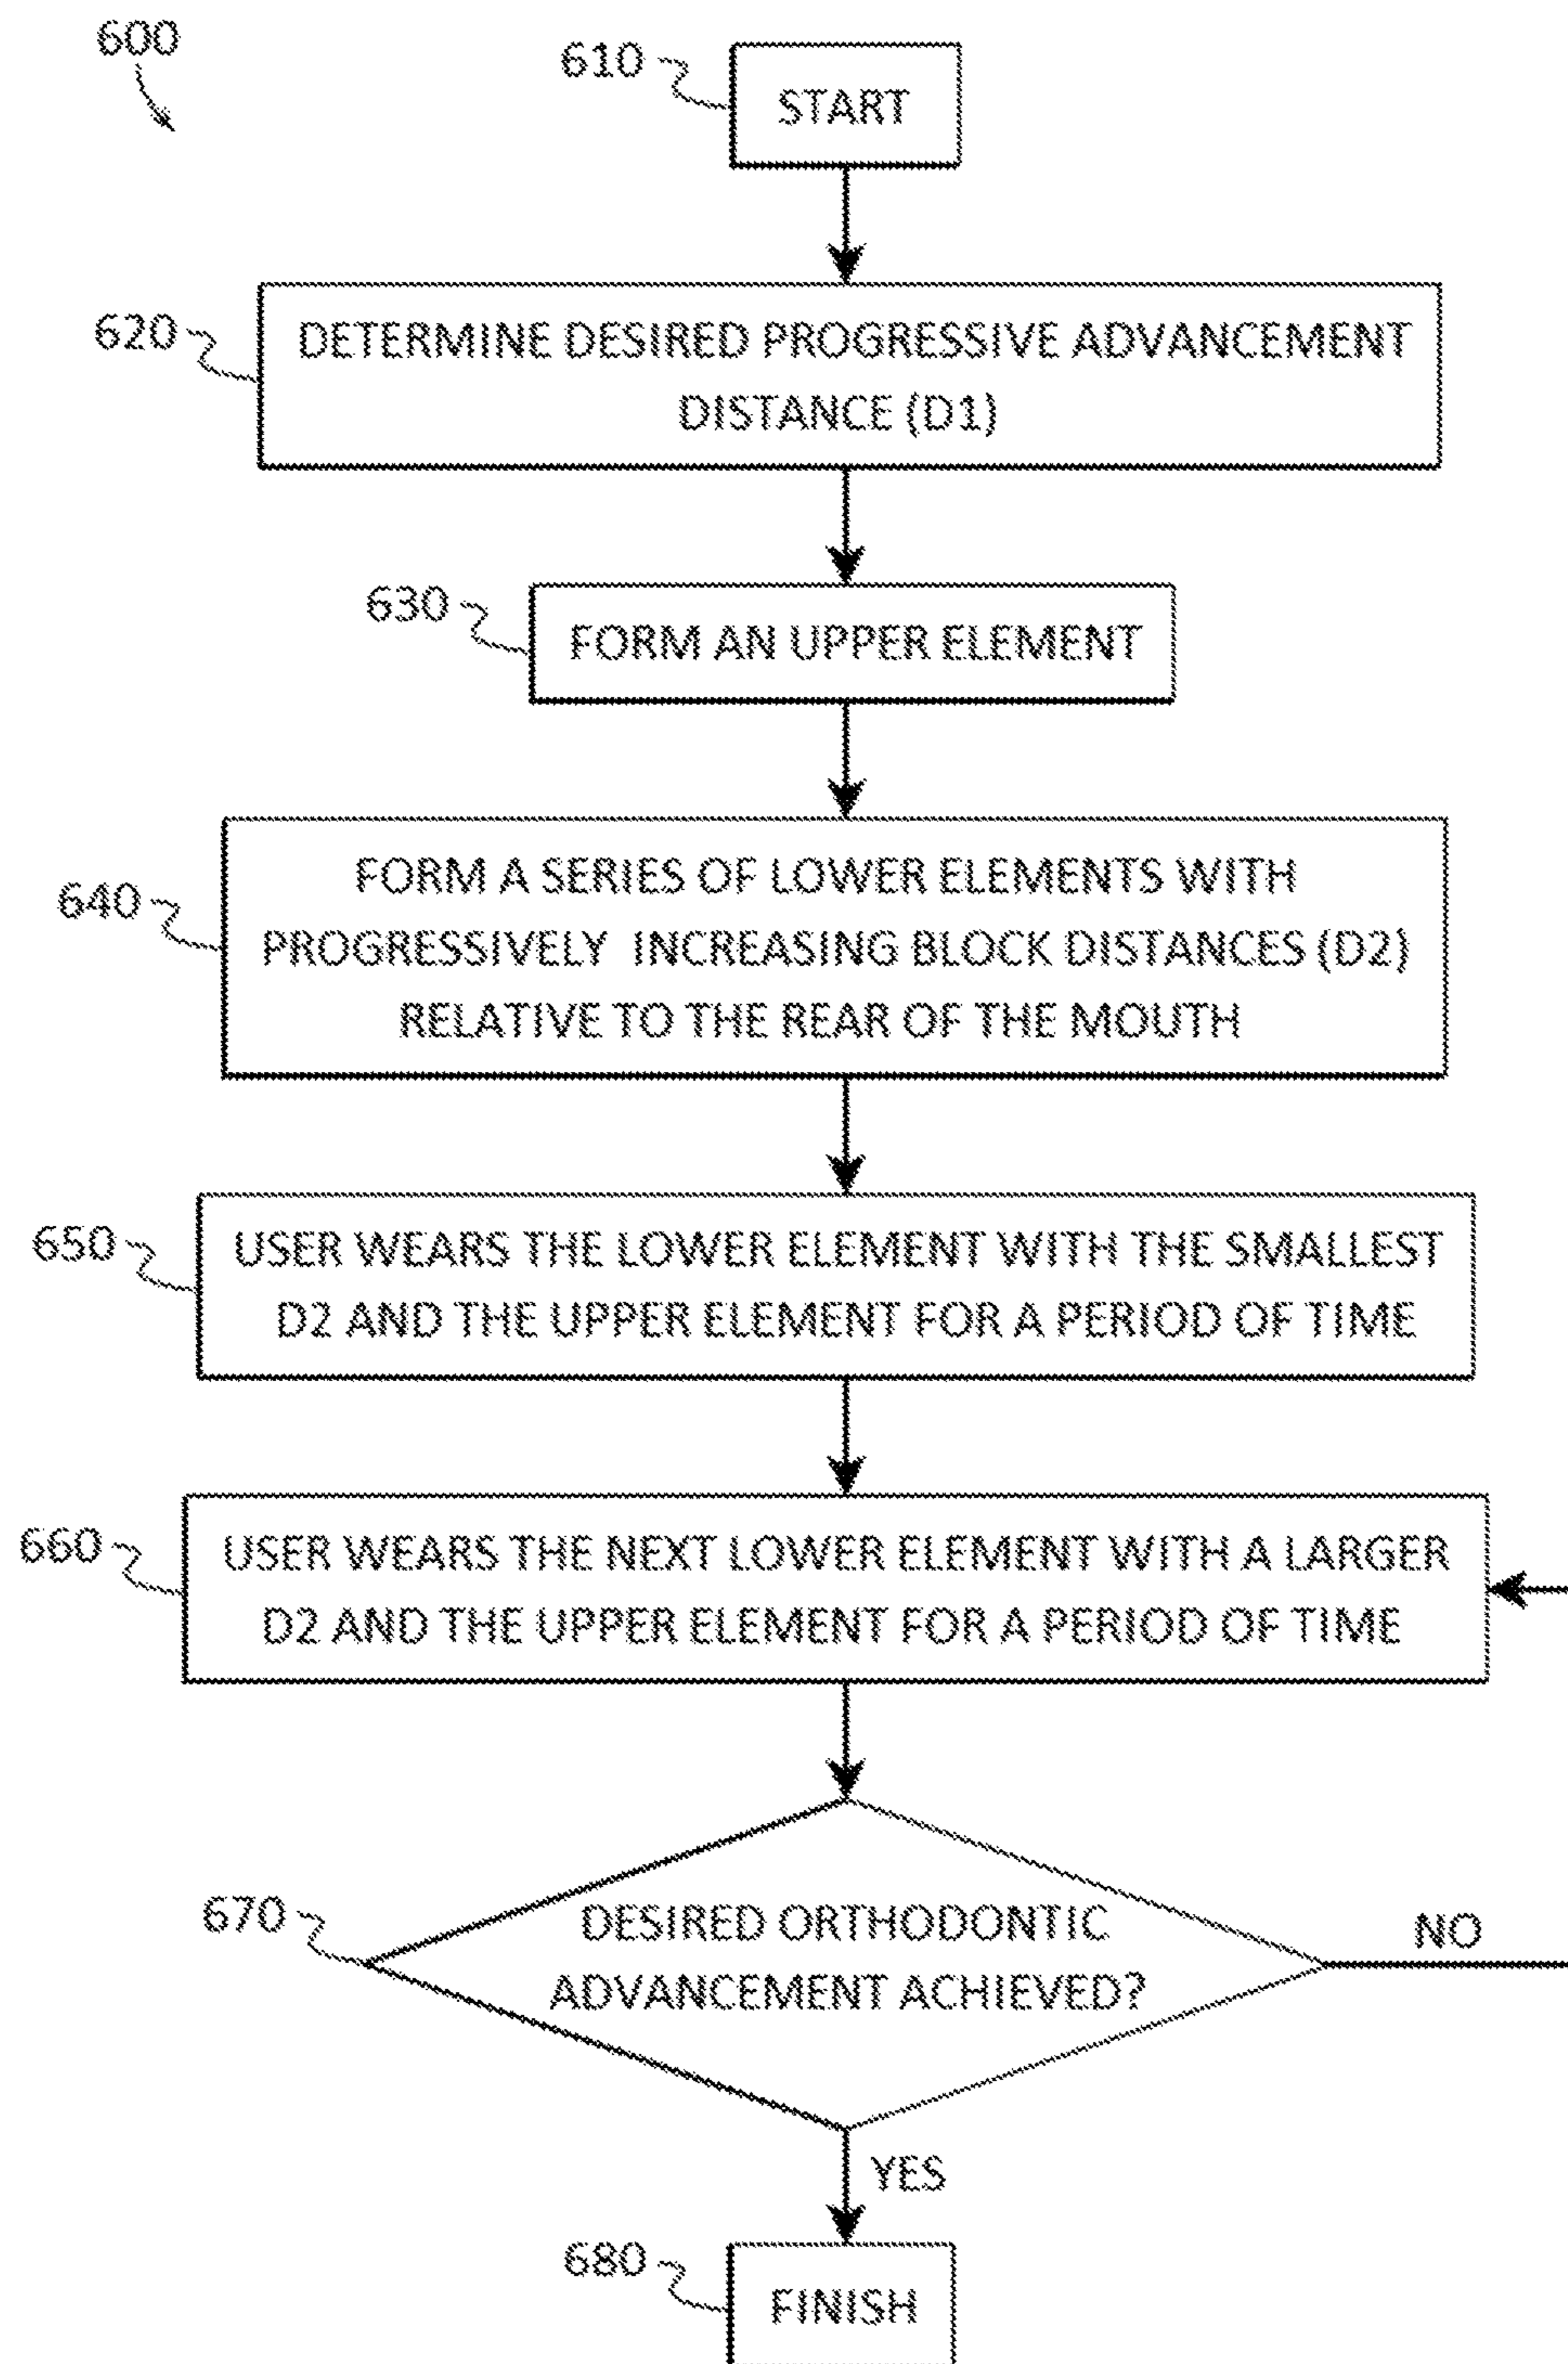 600
610
START
620
DETERMINE DESIRED PROGRESSIVE ADVANCEMENT
DISTANCE (D1)
630
FORM AN UPPER ELEMENT
640
FORM A SERIES OF LOWER ELEMENTS WITH
PROGRESSIVELY INCREASING BLOCK DISTANCES (D2)
RELATIVE TO THE REAR OF THE MOUTH
650
USER WEARS THE LOWER ELEMENT WITH THE SMALLEST
D2 AND THE UPPER ELEMENT FOR A PERIOD OF TIME
660
USER WEARS THE NEXT LOWER ELEMENT WITH A LARGER
D2 AND THE UPPER ELEMENT FOR A PERIOD OF TIME
670
DESIRED ORTHODONTIC
ADVANCEMENT ACHIEVED?
NO
YES
680
FINISH